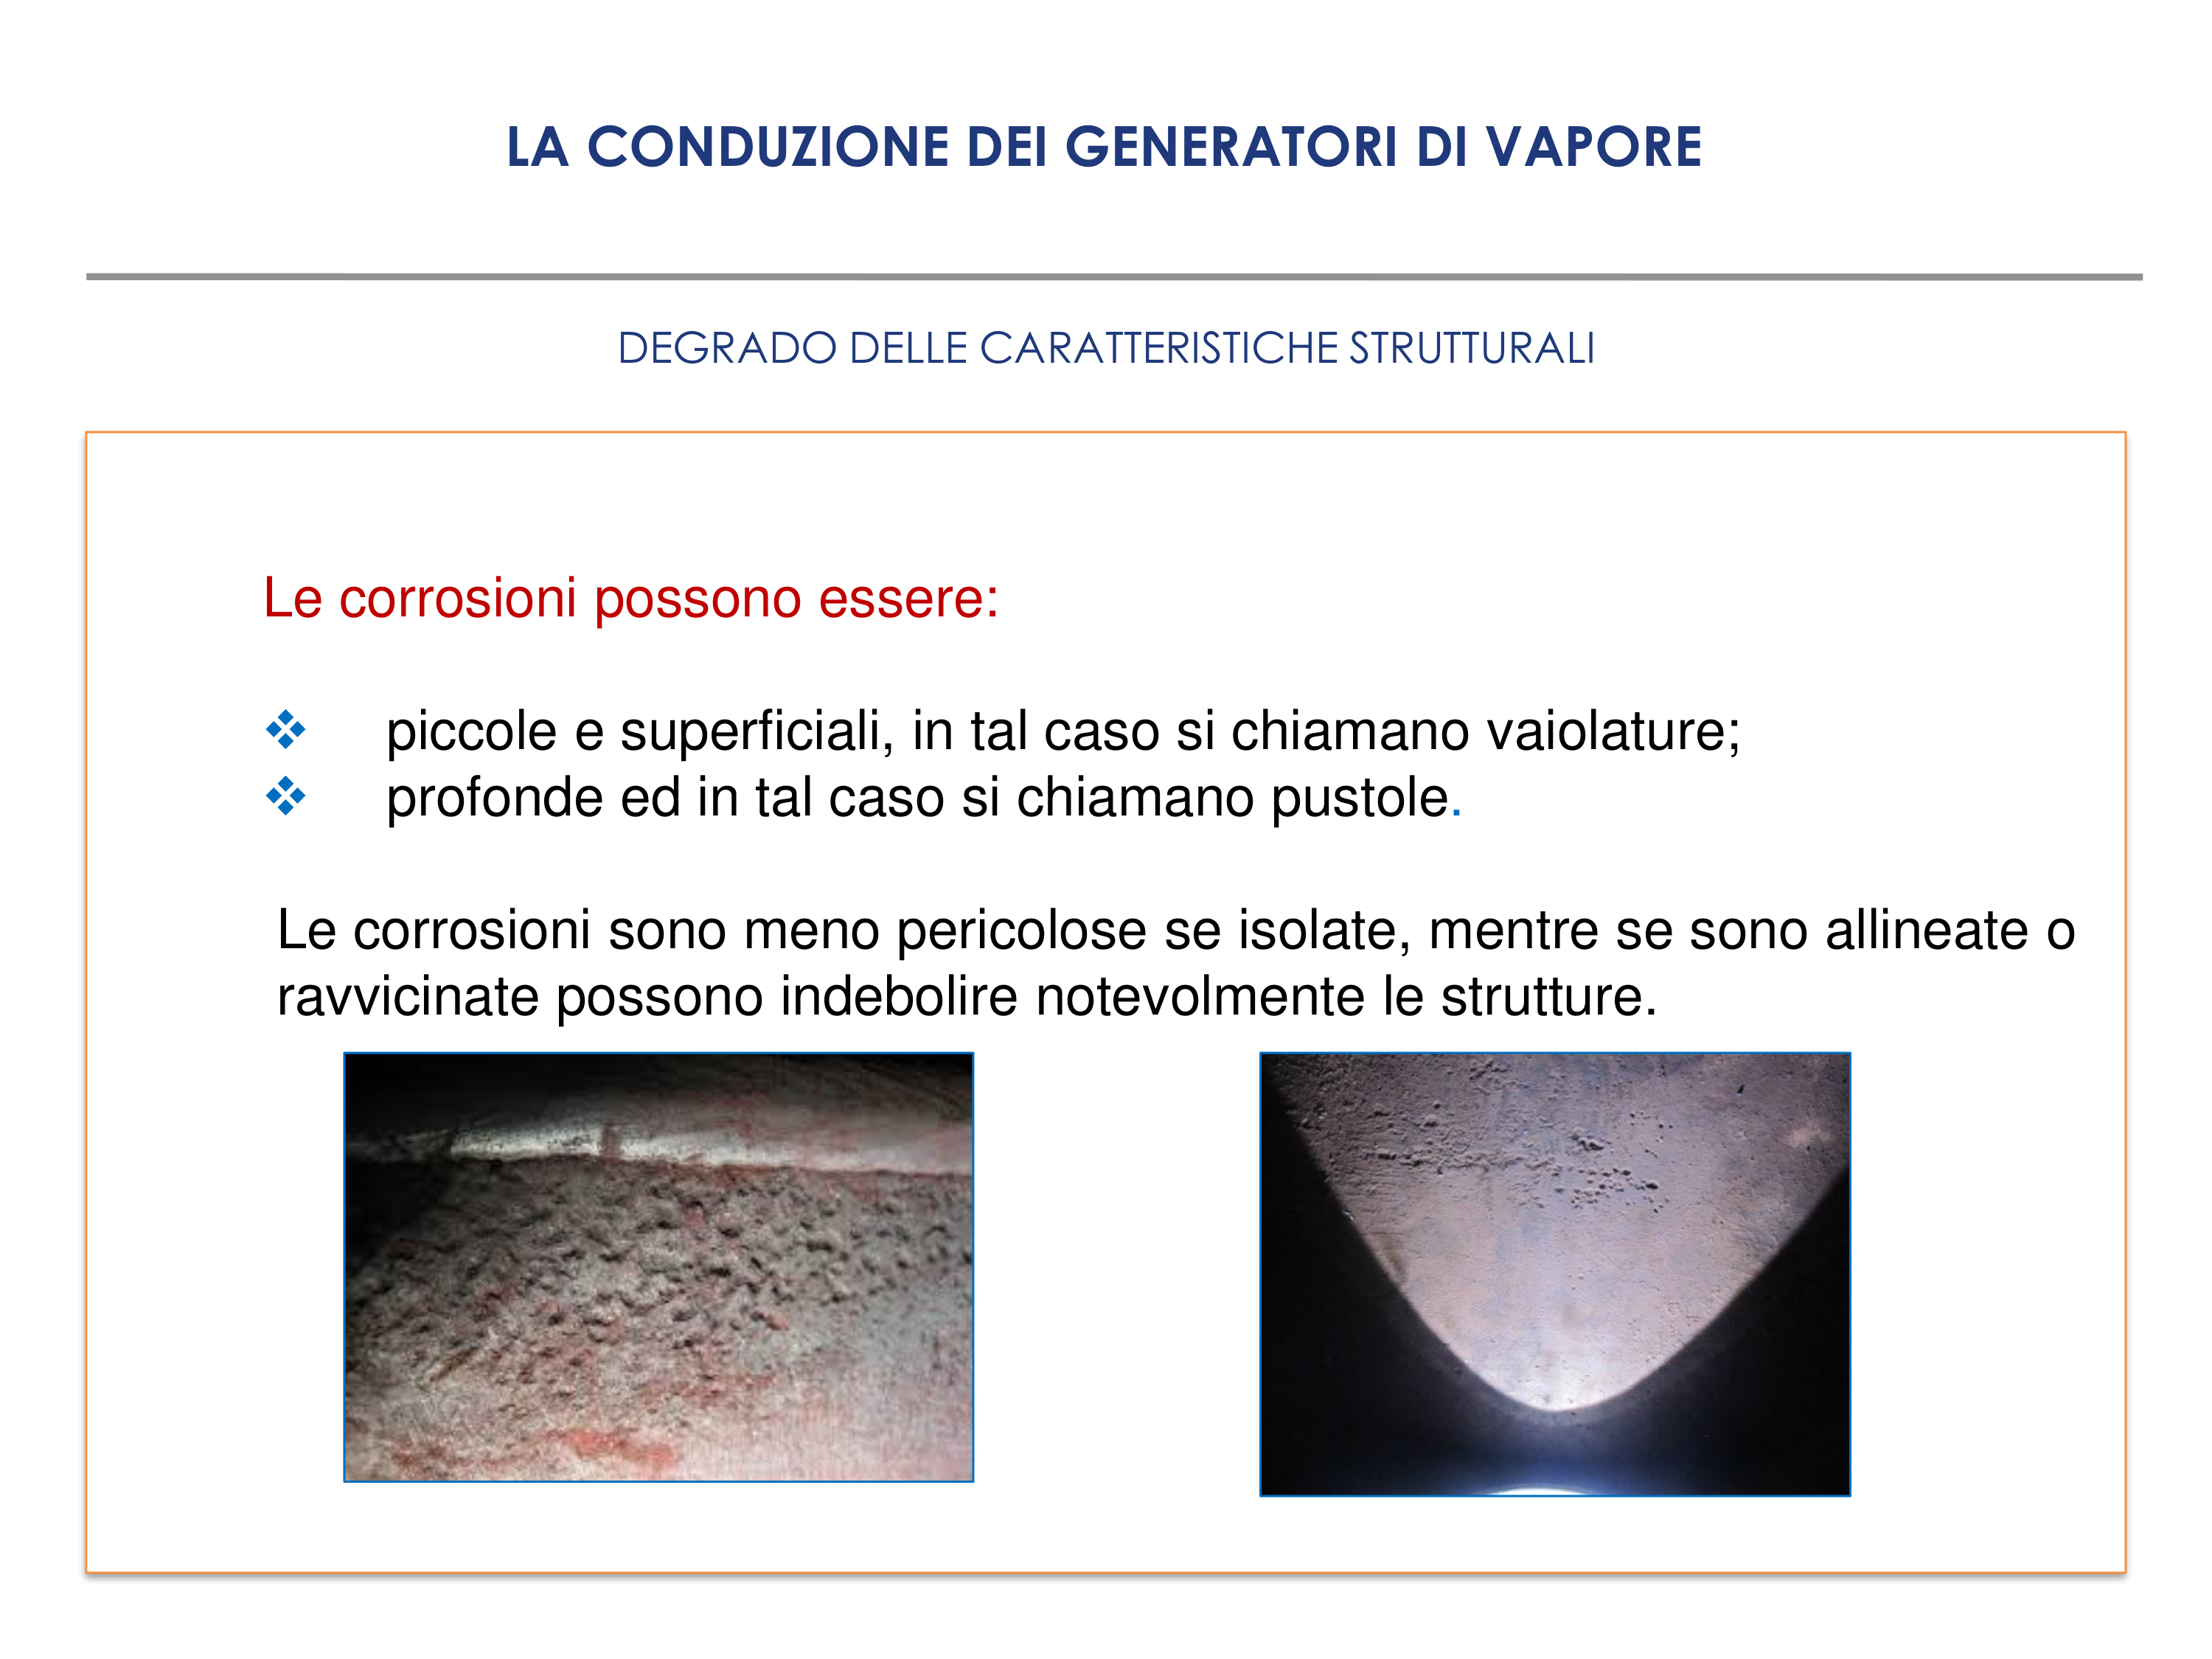 LA CONDUZIONE DEI GENERATORI DI VAPORE
DEGRADO DELLE CARATTERISTICHE STRUTTURALI
Le corrosioni possono essere:
❖ piccole e superficiali, in tal caso si chiamano vaiolature;
❖ profonde ed in tal caso si chiamano pustole.
Le corrosioni sono meno pericolose se isolate, mentre se sono allineate o
ravvicinate possono indebolire notevolmente le strutture.